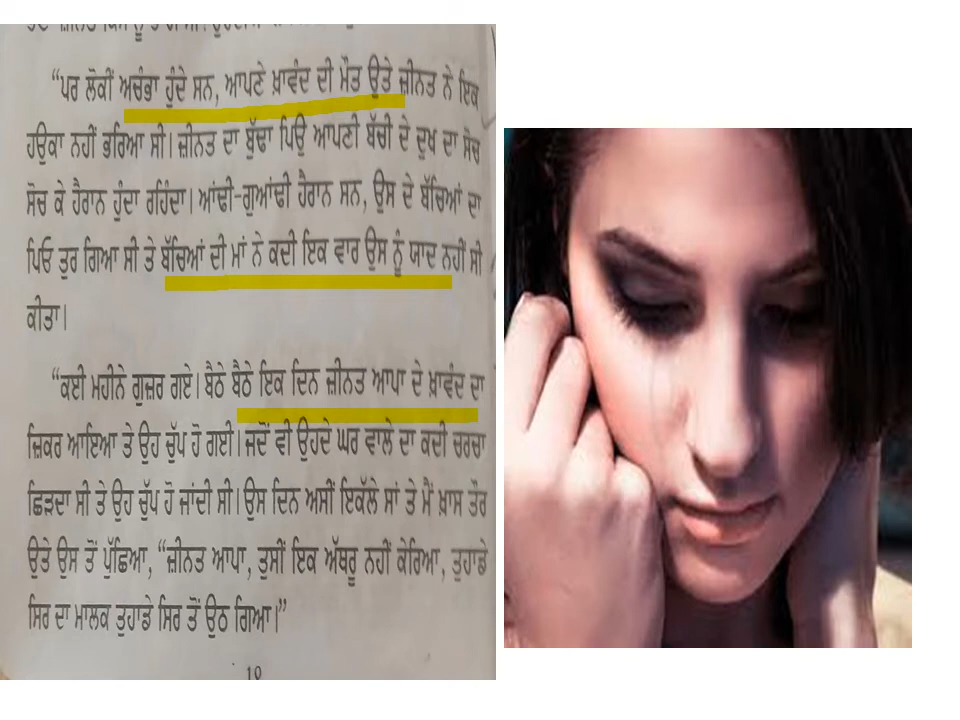 “ਪਰ ਲੋਕੀਂ ਅਚੰਭਾ ਹੁੰਦੇ ਸਨ, ਆਪਣੇ ਖ਼ਾਵੰਦ ਦੀ ਮੌਤ ਉਤੇ ਜ਼ੀਨਤ ਨੇ ਇਕ
ਹਉਕਾ ਨਹੀਂ ਭਰਿਆ ਸੀ। ਜ਼ੀਨਤ ਦਾ ਬੁੱਢਾ ਪਿਉ ਆਪਣੀ ਬੱਚੀ ਦੇ ਦੁਖ ਦਾ ਸੋਚ
ਸੋਚ ਕੇ ਹੈਰਾਨ ਹੁੰਦਾ ਰਹਿੰਦਾ। ਆਂਢੀ-ਗੁਆਂਢੀ ਹੈਰਾਨ ਸਨ, ਉਸ ਦੇ ਬੱਚਿਆਂ ਦਾ
ਪਿਓ ਤੁਰ ਗਿਆ ਸੀ ਤੇ ਬੱਚਿਆਂ ਦੀ ਮਾਂ ਨੇ ਕਦੀ ਇਕ ਵਾਰ ਉਸ ਨੂੰ ਯਾਦ ਨਹੀਂ ਸੀ
ਕੀਤਾ।
“ਕਈ ਮਹੀਨੇ ਗੁਜ਼ਰ ਗਏ। ਬੈਠੇ ਬੈਠੇ ਇਕ ਦਿਨ ਜ਼ੀਨਤ ਆਪਾ ਦੇ ਖ਼ਾਵੰਦ ਦਾ
ਜ਼ਿਕਰ ਆਇਆ ਤੇ ਉਹ ਚੁੱਪ ਹੋ ਗਈ। ਜਦੋਂ ਵੀ ਉਹਦੇ ਘਰ ਵਾਲੇ ਦਾ ਕਦੀ ਚਰਚਾ
ਛਿੜਦਾ ਸੀ ਤੇ ਉਹ ਚੁੱਪ ਹੋ ਜਾਂਦੀ ਸੀ। ਉਸ ਦਿਨ ਅਸੀਂ ਇਕੱਲੇ ਸਾਂ ਤੇ ਮੈਂ ਖ਼ਾਸ ਤੌਰ
ਉਤੇ ਉਸ ਤੋਂ ਪੁੱਛਿਆ, “ਜ਼ੀਨਤ ਆਪਾ, ਤੁਸੀਂ ਇਕ ਅੱਥਰੂ ਨਹੀਂ ਕੇਰਿਆ, ਤੁਹਾਡੇ
ਸਿਰ ਦਾ ਮਾਲਕ ਤੁਹਾਡੇ ਸਿਰ ਤੋਂ ਉਠ ਗਿਆ।”